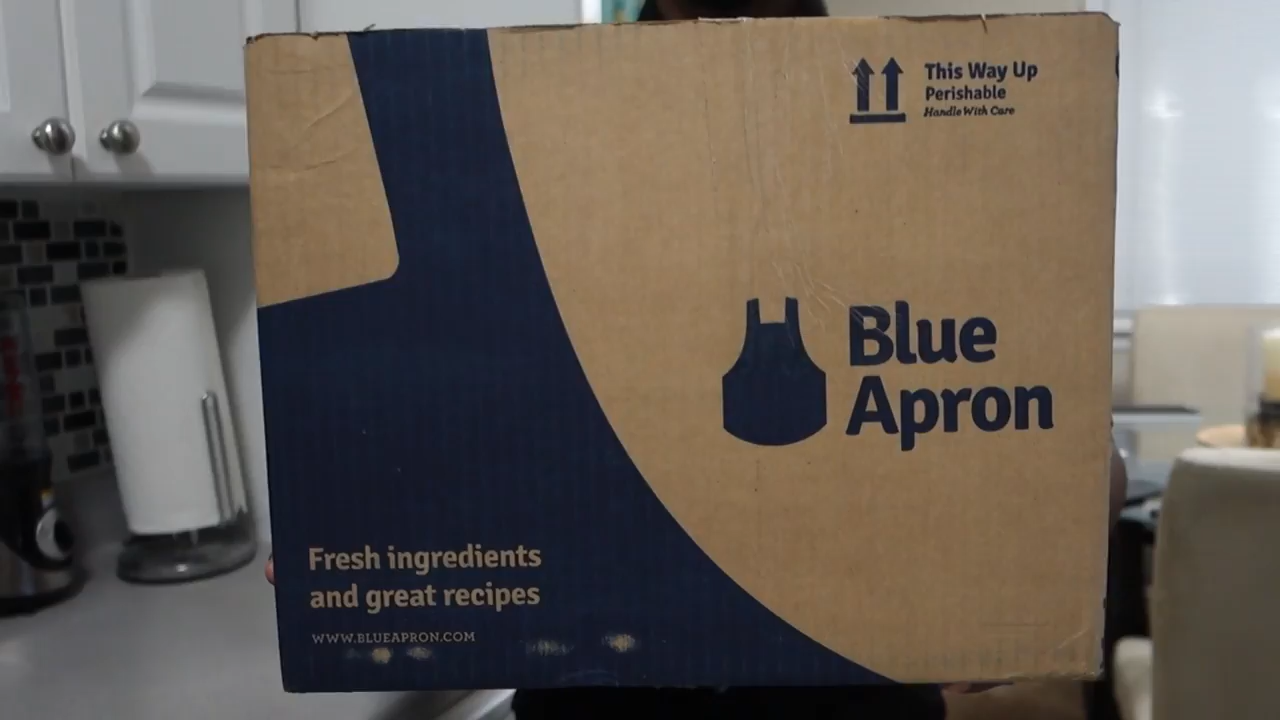 This Way Up
Perishable
Handle With Care
Blue
Apron
Fresh ingredients
and great recipes
WWW.BLUEAPRON.COM